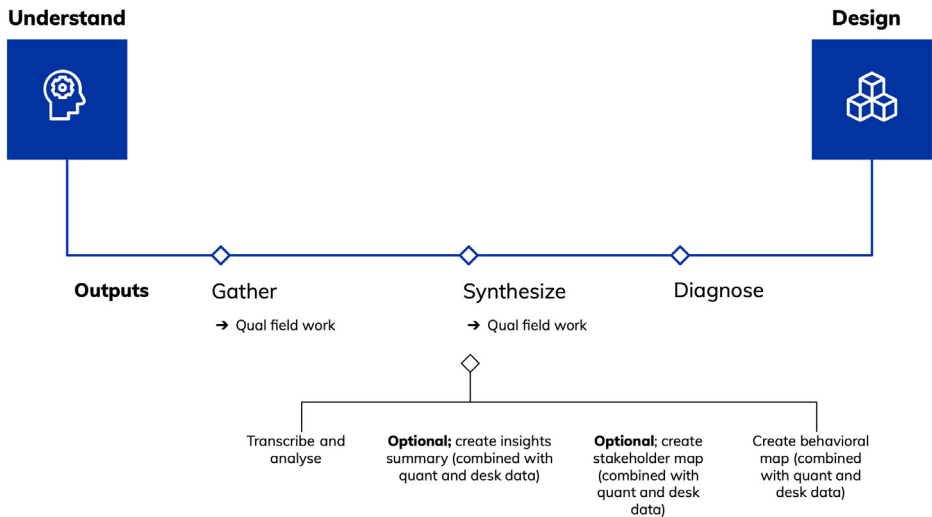 Understand
Design
Outputs
Gather
Synthesize
Diagnose
➔ Qual field work
➔ Qual field work
Transcribe and
analyse
Optional; create insights
summary (combined with
quant and desk data)
Optional; create
stakeholder map
(combined with
quant and desk
data)
Create behavioral
map (combined
with quant and
desk data)